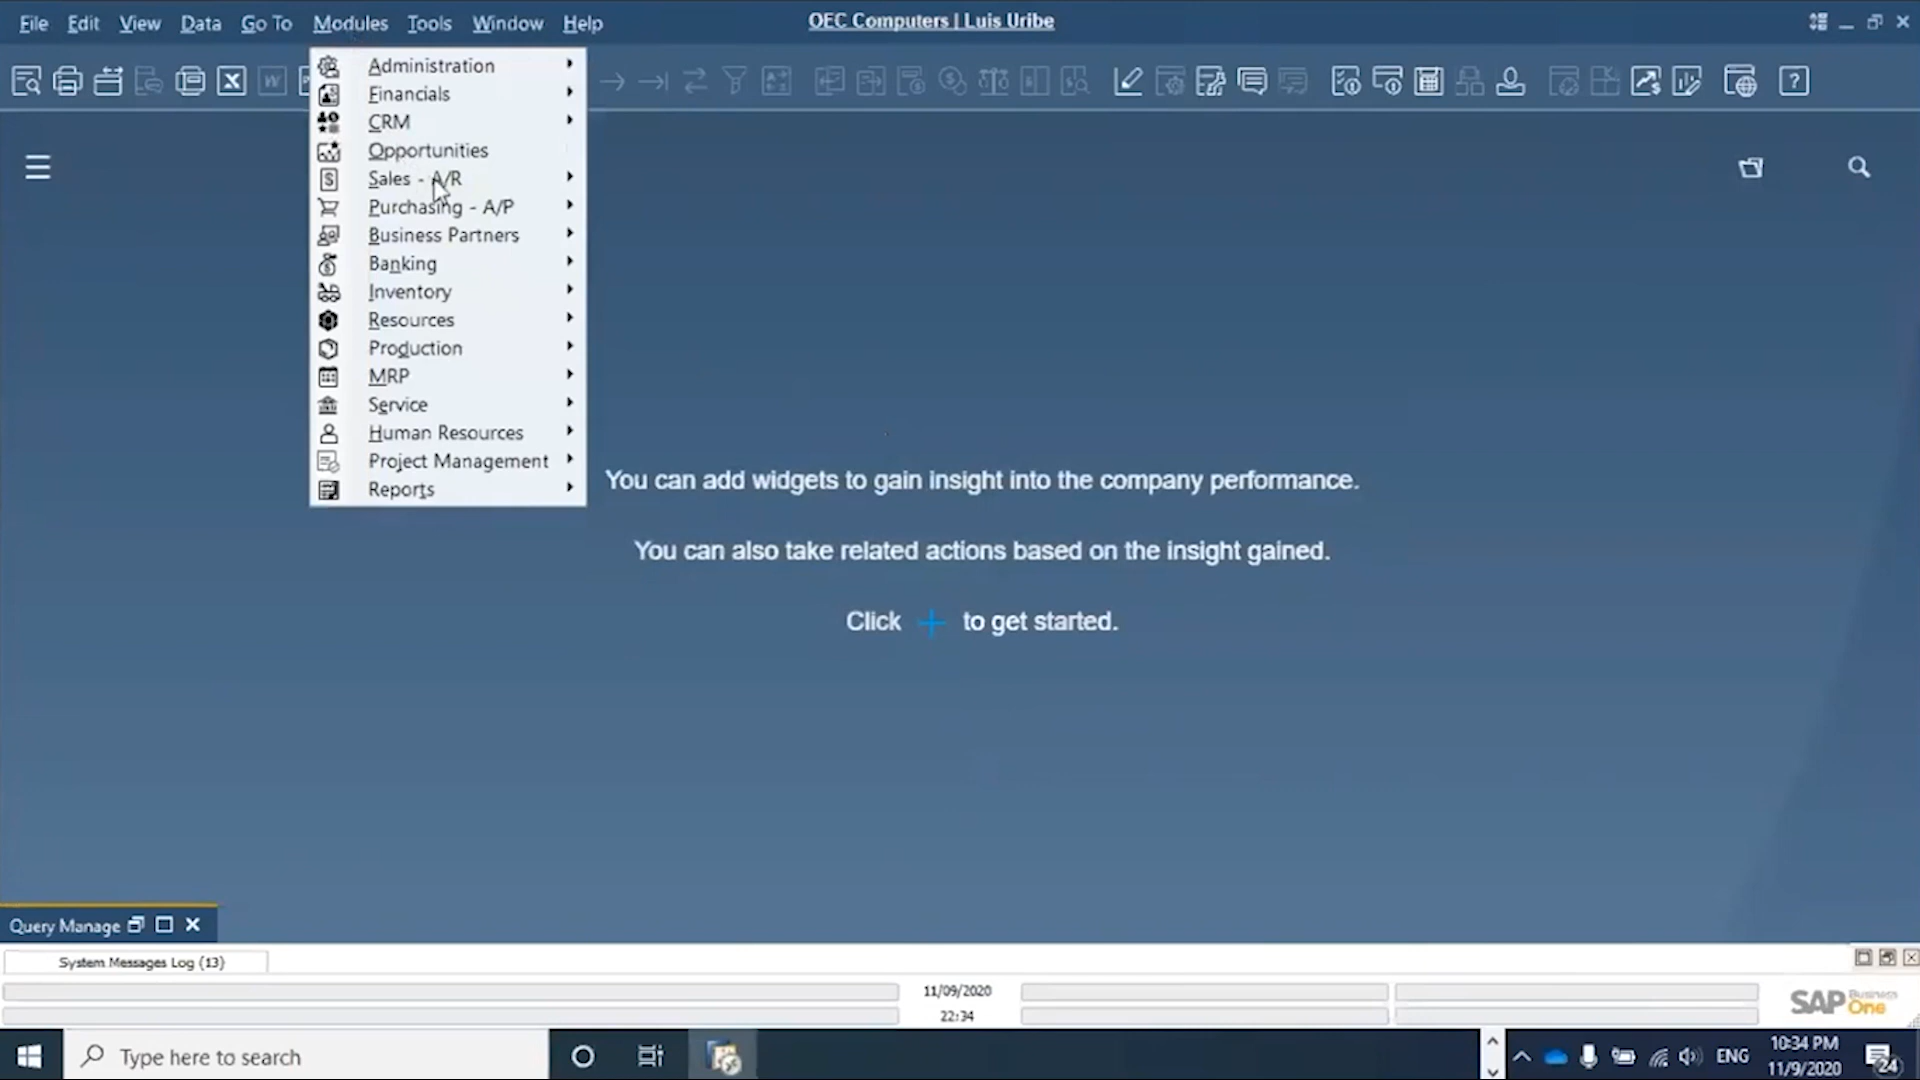 File Edit View Data Go To Modules Tools Window Help
OEC Computers | Luis Uribe
Administration
Financials
CRM
Opportunities
Sales - A/R
Purchasing - A/P
Business Partners
Banking
Inventory
Resources
Production
MRP
Service
Human Resources
Project Management
Reports
You can add widgets to gain insight into the company performance.
You can also take related actions based on the insight gained.
Click + to get started.
Query Manage
System Messages Log (13)
11/09/2020
22:34
SAP Business One
Type here to search
ENG
10:34 PM
11/9/2020
24